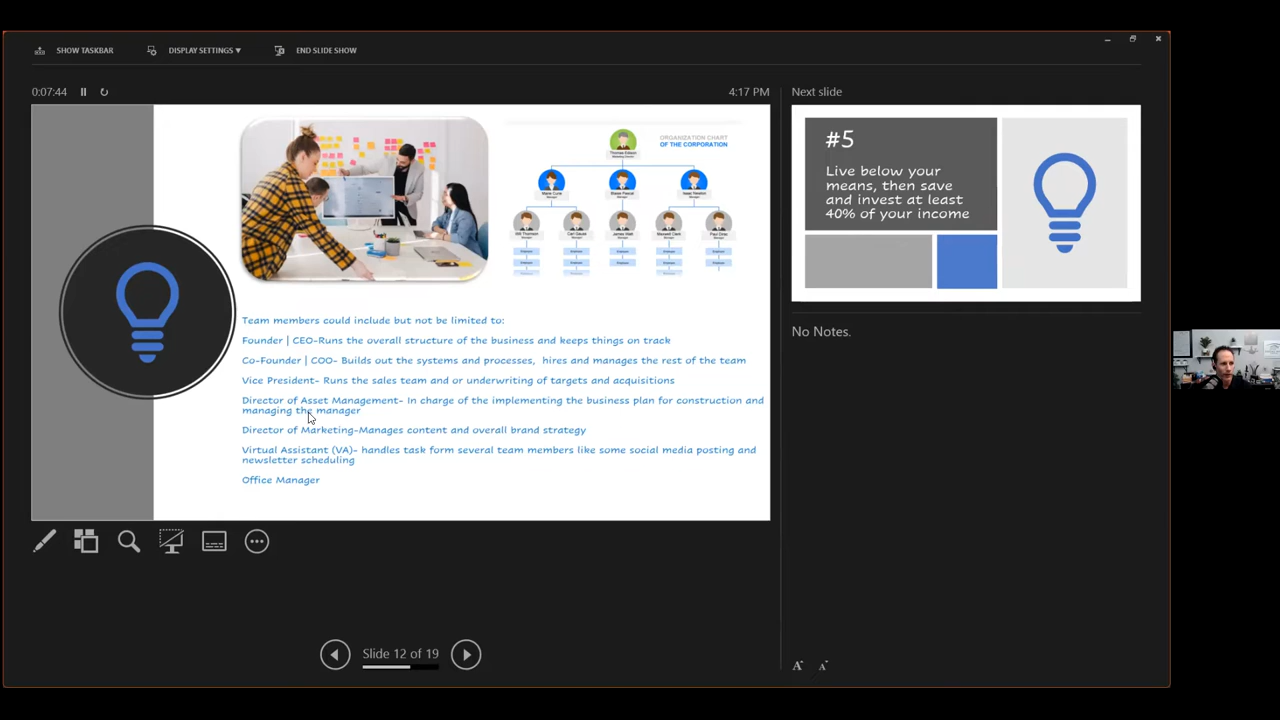 SHOW TASKBAR
DISPLAY SETTINGS ▾
END SLIDE SHOW
0:07:44
4:17 PM
ORGANIZATION CHART
OF THE CORPORATION
Team members could include but not be limited to:
Founder | CEO-Runs the overall structure of the business and keeps things on track
Co-Founder | COO- Builds out the systems and processes, hires and manages the rest of the team
Vice President- Runs the sales team and or underwriting of targets and acquisitions
Director of Asset Management- In charge of the implementing the business plan for construction and
managing the manager
Director of Marketing-Manages content and overall brand strategy
Virtual Assistant (VA)- handles task form several team members like some social media posting and
newsletter scheduling
Office Manager
Slide 12 of 19
Next slide
#5
Live below your
means, then save
and invest at least
40% of your income
No Notes.
A A